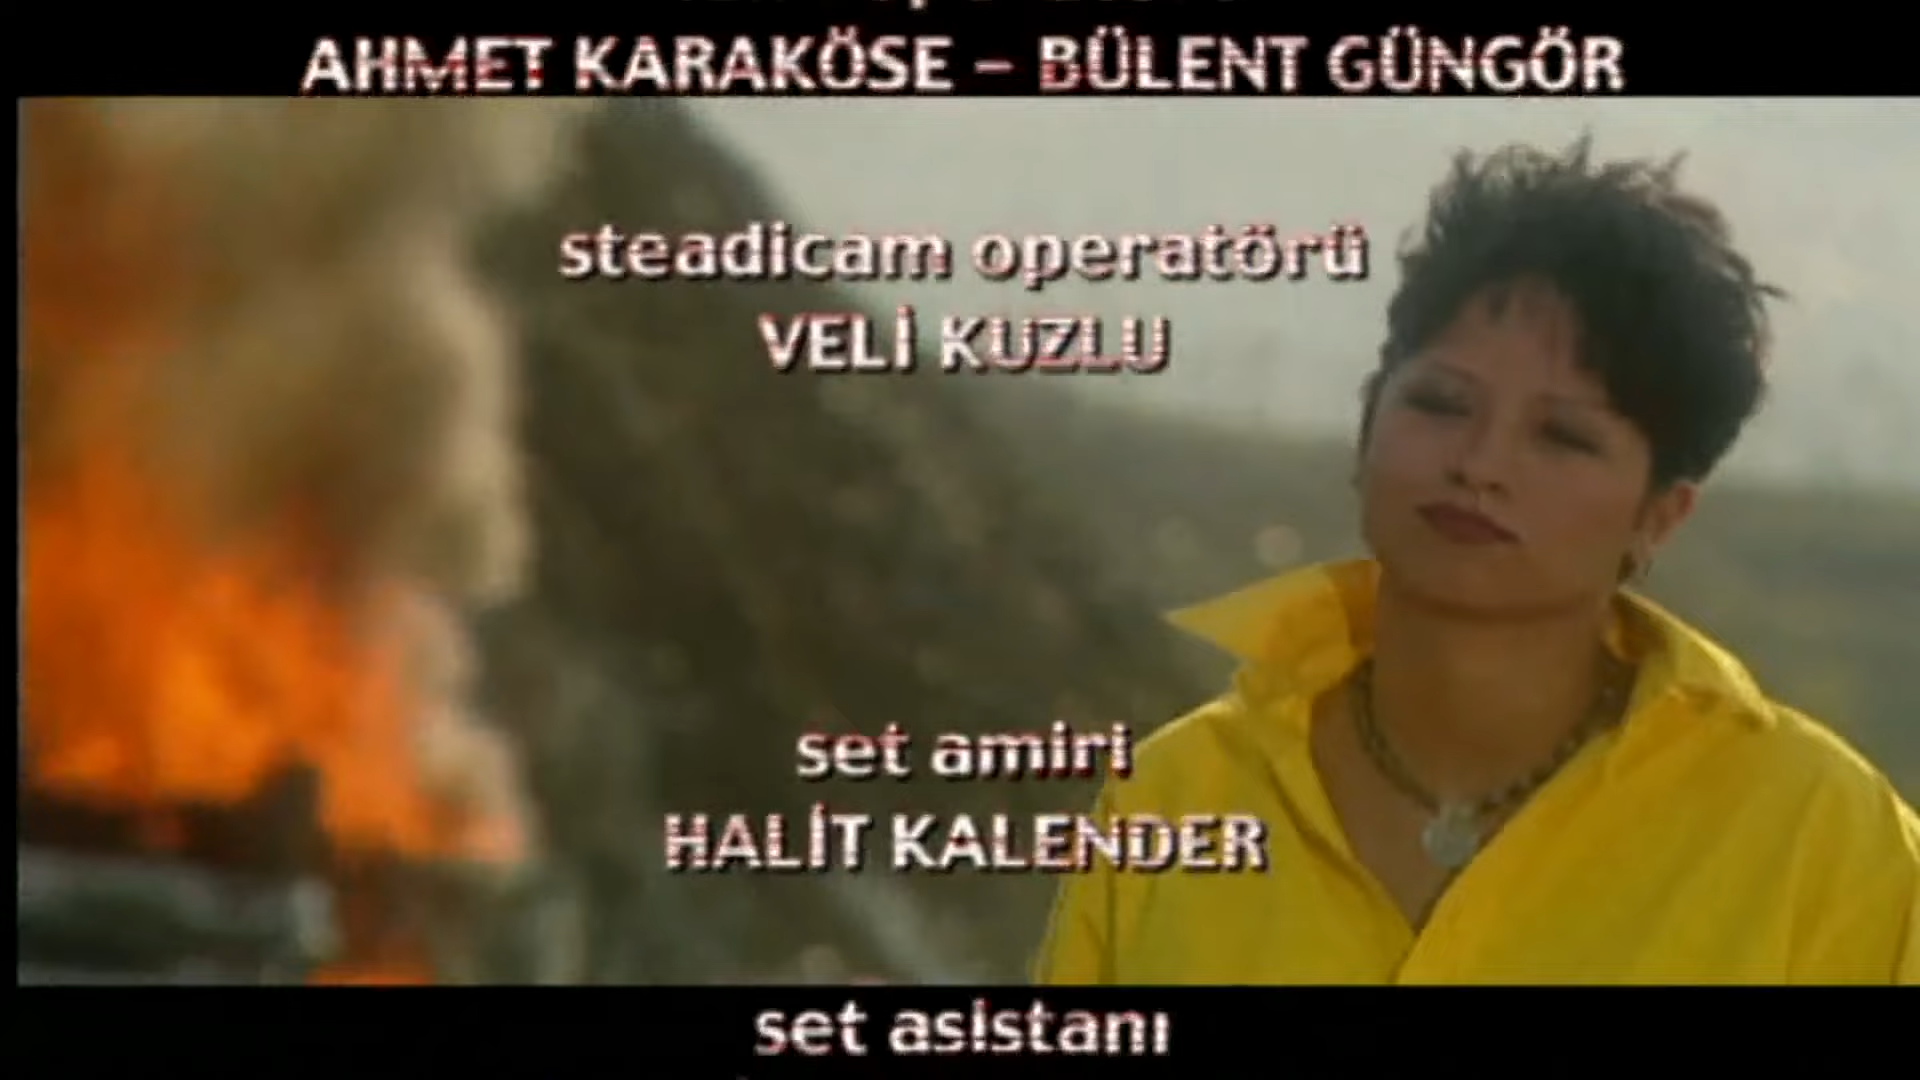 AHMET KARAKÖSE – BÜLENT GÜNGÖR
steadicam operatörü
VELİ KUZLU
set amiri
HALİT KALENDER
set asistanı